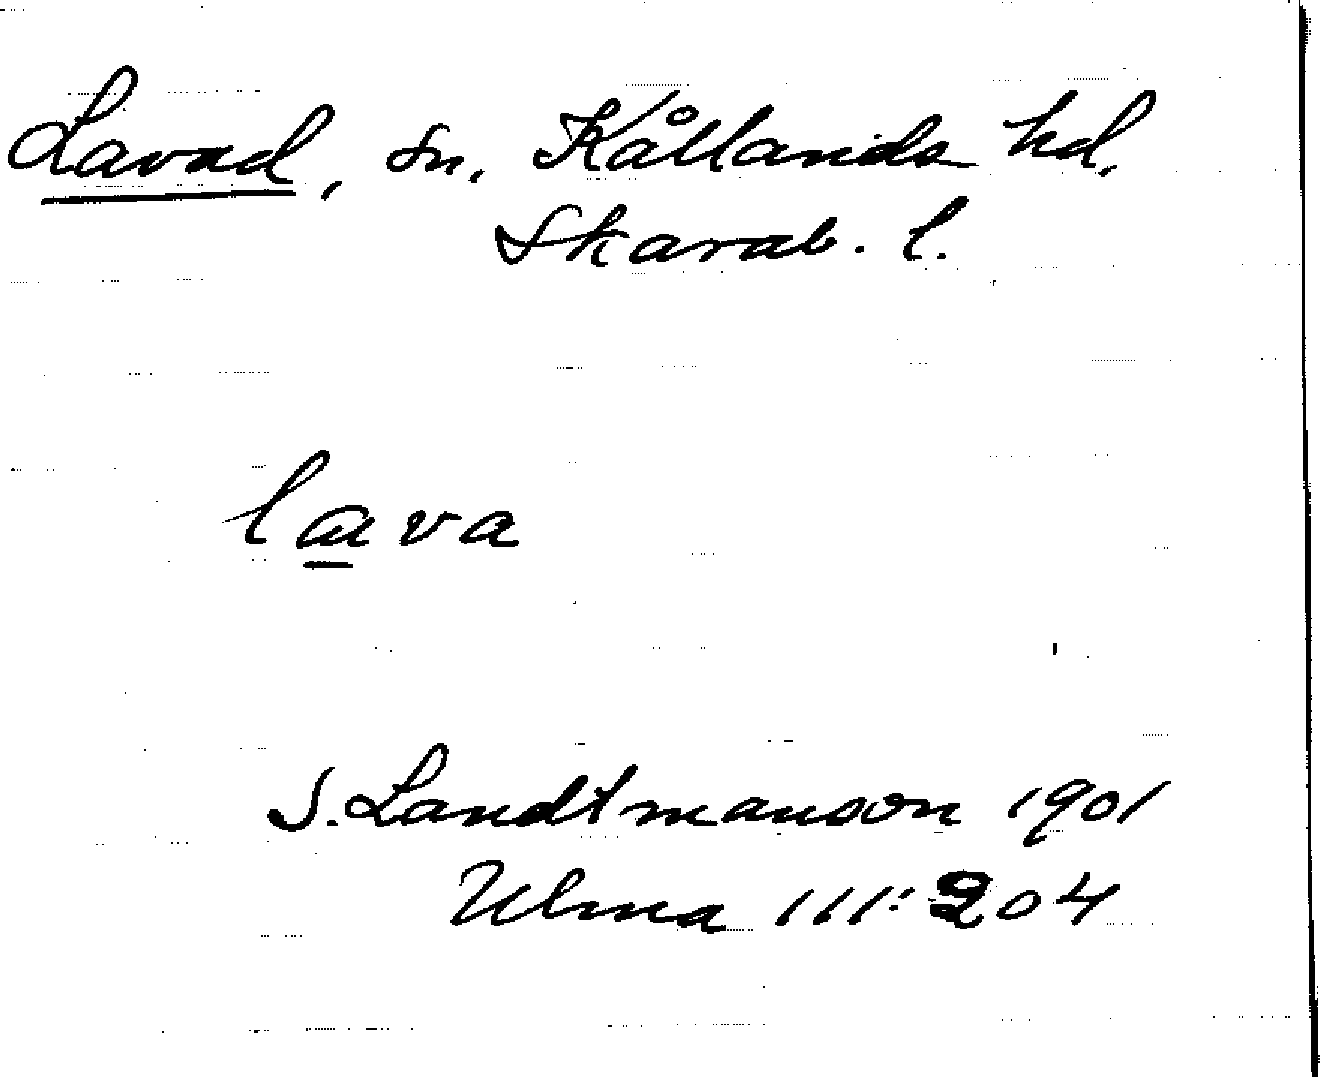 Lavad, sn. Kållands hd.
Skarab. l.
lava
S. Landtmanson 1901
Ulma 111:204